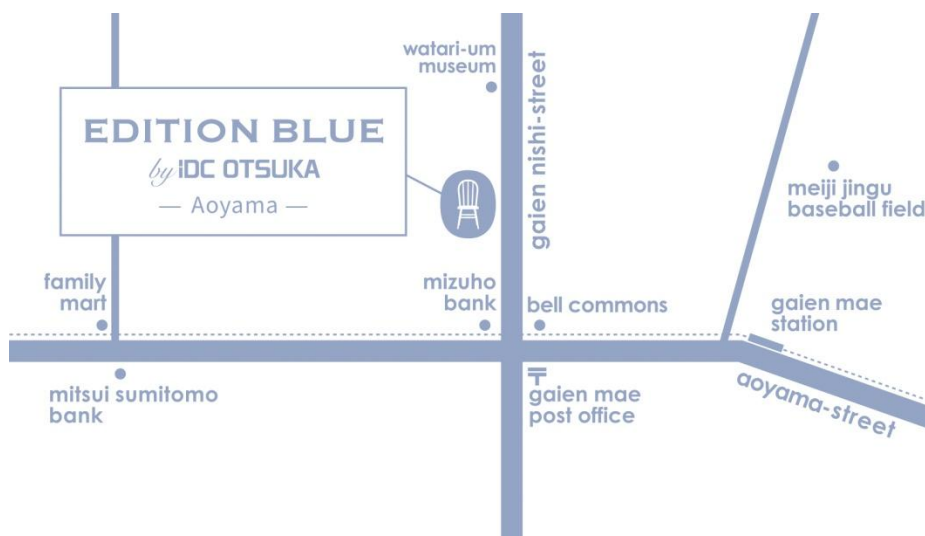 watari-um
museum
gaien nishi-street
EDITION BLUE
by iDC OTSUKA
— Aoyama —
meiji jingu
baseball field
family
mart
mizuho
bank
bell commons
gaien mae
station
mitsui sumitomo
bank
〒
gaien mae
post office
aoyama-street